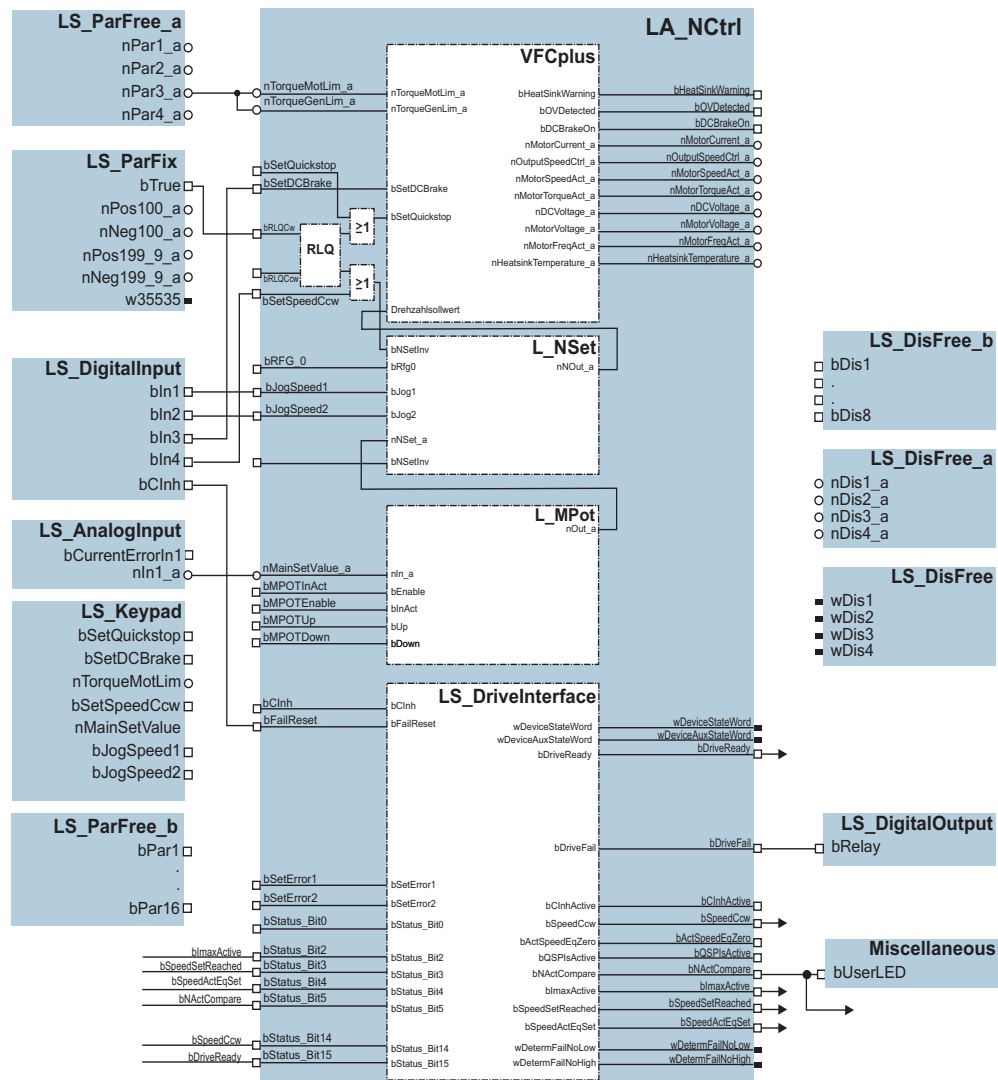 LS_ParFree_a
nPar1_a
nPar2_a
nPar3_a
nPar4_a
LS_ParFix
bTrue
nPos100_a
nNeg100_a
nPos199_9_a
nNeg199_9_a
w35535
LS_DigitalInput
bIn1
bIn2
bIn3
bIn4
bCInh
LS_AnalogInput
bCurrentErrorIn1
nIn1_a
LS_Keypad
bSetQuickstop
bSetDCBrake
nTorqueMotLim
bSetSpeedCcw
nMainSetValue
bJogSpeed1
bJogSpeed2
LS_ParFree_b
bPar1
.
.
bPar16
bImaxActive
bSpeedSetReached
bSpeedActEqSet
bNActCompare
bSpeedCcw
bDriveReady
LA_NCtrl
nTorqueMotLim_a
nTorqueGenLim_a
bSetQuickstop
bSetDCBrake
bRLQCw
bRLQCcw
bSetSpeedCcw
RLQ
≥1
≥1
bRFG_0
bJogSpeed1
bJogSpeed2
nMainSetValue_a
bMPOTInAct
bMPOTEnable
bMPOTUp
bMPOTDown
bCInh
bFailReset
bSetError1
bSetError2
bStatus_Bit0
bStatus_Bit2
bStatus_Bit3
bStatus_Bit4
bStatus_Bit5
bStatus_Bit14
bStatus_Bit15
VFCplus
nTorqueMotLim_a
nTorqueGenLim_a
bSetDCBrake
bSetQuickstop
Drehzahlsollwert
bHeatSinkWarning
bOVDetected
bDCBrakeOn
nMotorCurrent_a
nOutputSpeedCtrl_a
nMotorSpeedAct_a
nMotorTorqueAct_a
nDCVoltage_a
nMotorVoltage_a
nMotorFreqAct_a
nHeatsinkTemperature_a
L_NSet
bNSetInv
bRfg0
bJog1
bJog2
nNSet_a
bNSetInv
nNOut_a
L_MPot
nOut_a
nIn_a
bEnable
bInAct
bUp
bDown
LS_DriveInterface
bCInh
bFailReset
bSetError1
bSetError2
bStatus_Bit0
bStatus_Bit2
bStatus_Bit3
bStatus_Bit4
bStatus_Bit5
bStatus_Bit14
bStatus_Bit15
wDeviceStateWord
wDeviceAuxStateWord
bDriveReady
bDriveFail
bCInhActive
bSpeedCcw
bActSpeedEqZero
bQSPIsActive
bNActCompare
bImaxActive
bSpeedSetReached
bSpeedActEqSet
wDetermFailNoLow
wDetermFailNoHigh
bHeatSinkWarning
bOVDetected
bDCBrakeOn
nMotorCurrent_a
nOutputSpeedCtrl_a
nMotorSpeedAct_a
nMotorTorqueAct_a
nDCVoltage_a
nMotorVoltage_a
nMotorFreqAct_a
nHeatsinkTemperature_a
wDeviceStateWord
wDeviceAuxStateWord
bDriveReady
bDriveFail
bCInhActive
bSpeedCcw
bActSpeedEqZero
bQSPIsActive
bNActCompare
bImaxActive
bSpeedSetReached
bSpeedActEqSet
wDetermFailNoLow
wDetermFailNoHigh
LS_DisFree_b
bDis1
.
.
bDis8
LS_DisFree_a
nDis1_a
nDis2_a
nDis3_a
nDis4_a
LS_DisFree
wDis1
wDis2
wDis3
wDis4
LS_DigitalOutput
bRelay
Miscellaneous
bUserLED